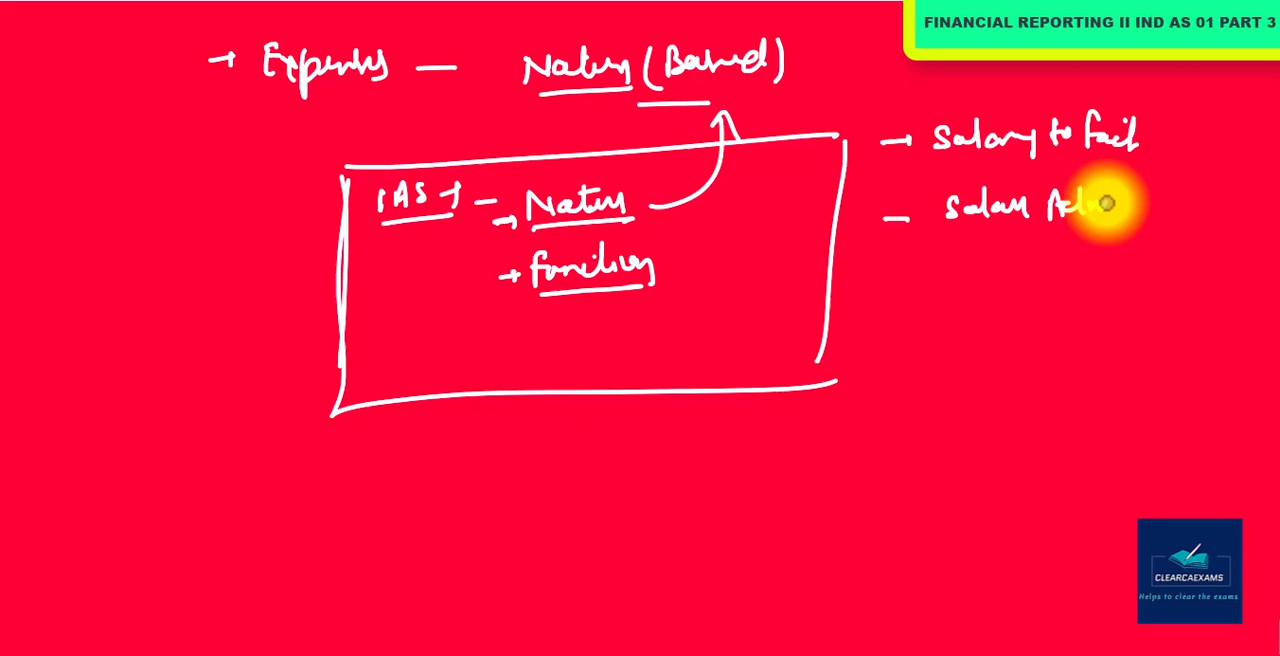 FINANCIAL REPORTING II IND AS 01 PART 3
→ Expenses — Nature (Based)
→ Salary to Fact
IAS 1 – → Nature
– Salary Adm
→ Function
CLEARCAEXAMS
Helps to clear the exams